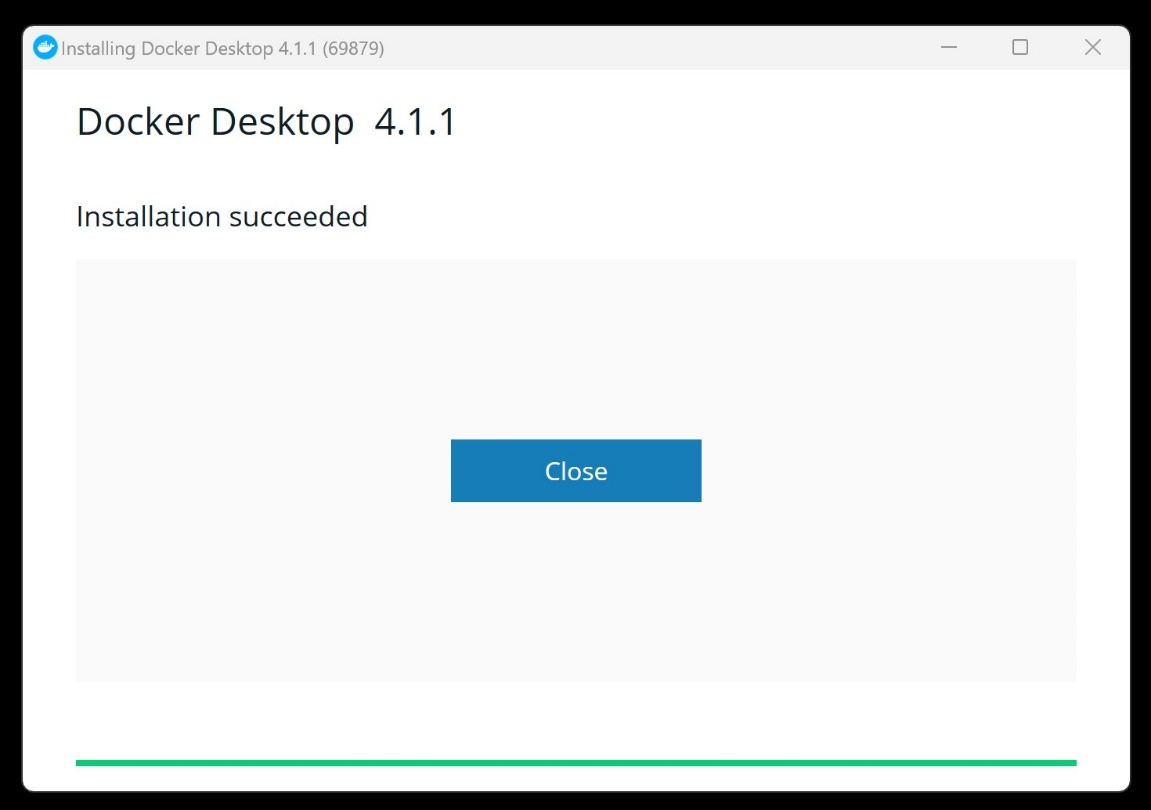 Installing Docker Desktop 4.1.1 (69879)
Docker Desktop 4.1.1
Installation succeeded
Close